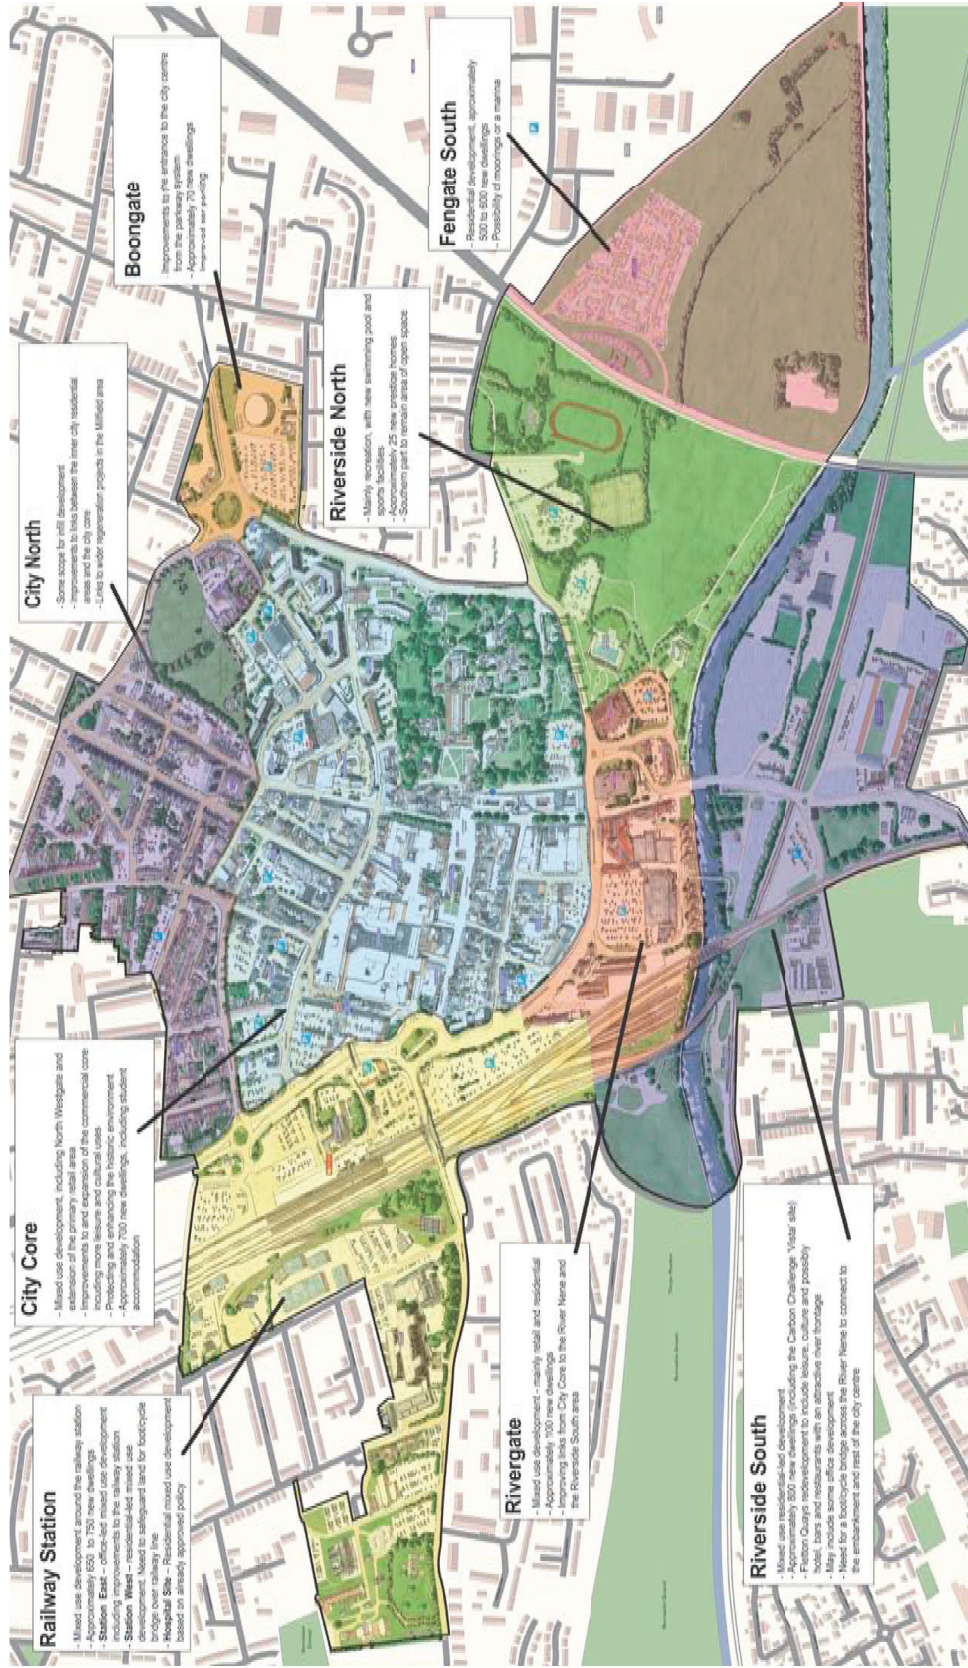 Railway Station
- Mixed use development around the railway station
- Approximately 650 to 750 new dwellings
- Station East – office-led mixed use development
including improvements to the railway station
- Station West – residential-led mixed use
development. Need to safeguard land for foot/cycle
bridge over railway line
- Hospital Site - Residential mixed use development
based on already approved policy
City Core
- Mixed use development, including North Westgate and
extension of the primary retail area
- Improvements to and expansion of the commercial core
including more leisure and cultural uses.
- Protecting and enhancing the historic environment
- Approximately 700 new dwellings, including student
accommodation
City North
- Some scope for infill development
- Improvements to links between the inner city residential
areas and the city core
- Links to wider regeneration projects in the Millfield area
Boongate
- Improvements to the entrance to the city centre
from the parkway system
- Approximately 70 new dwellings
Improved car parking
Rivergate
- Mixed use development – mainly retail and residential
- Approximately 100 new dwellings
- Improving links from City Core to the River Nene and
the Riverside South area
Riverside North
- Mainly recreation, with new swimming pool and
sports facilities
- Approximately 25 new prestige homes
- Southern part to remain area of open space
Fengate South
- Residential development, aproximately
500 to 600 new dwellings
- Possibility of moorings or a marina
Riverside South
- Mixed use residential-led development
- Approximately 800 new dwellings (including the Carbon Challenge 'Vista' site)
- Fletton Quays redevelopment to include leisure, culture and possibly
hotel, bars and restaurants with an attractive river frontage
- May include some office development
- Need for a foot/cycle bridge across the River Nene to connect to
the embankment and rest of the city centre